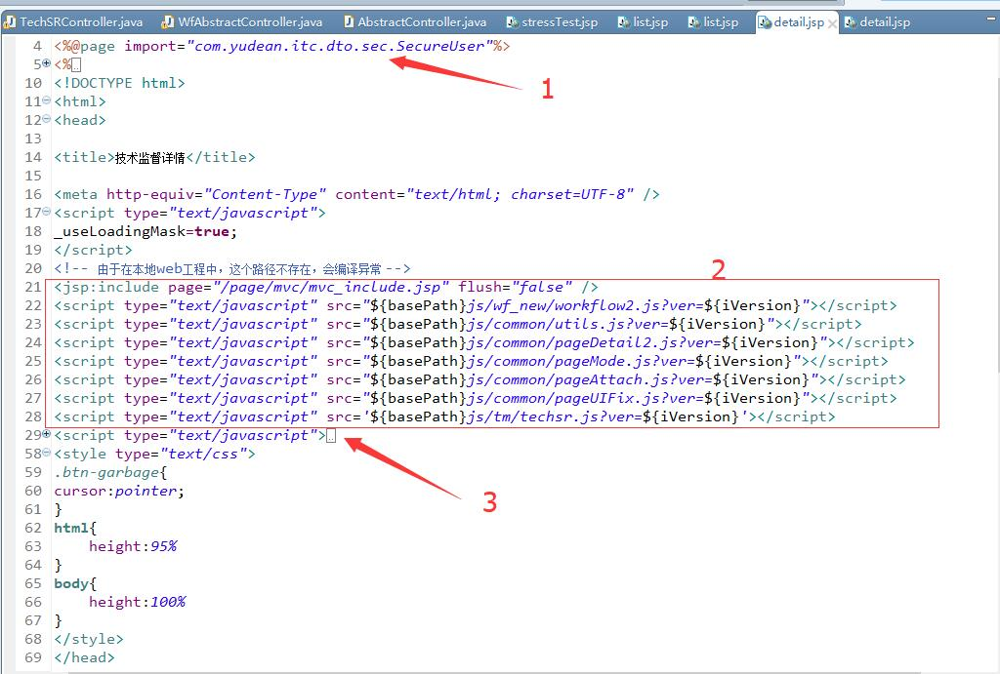 TechSRController.java WfAbstractController.java AbstractController.java stressTest.jsp list.jsp list.jsp detail.jsp detail.jsp
4 <%@page import="com.yudean.itc.dto.sec.SecureUser"%>
5 <%..
1
10 <!DOCTYPE html>
11 <html>
12 <head>
13
14 <title>技术监督详情</title>
15
16 <meta http-equiv="Content-Type" content="text/html; charset=UTF-8" />
17 <script type="text/javascript">
18 _useLoadingMask=true;
19 </script>
20 <!-- 由于在本地web工程中，这个路径不存在，会编译异常 -->
2
21 <jsp:include page="/page/mvc/mvc_include.jsp" flush="false" />
22 <script type="text/javascript" src="${basePath}js/wf_new/workflow2.js?ver=${iVersion}"></script>
23 <script type="text/javascript" src="${basePath}js/common/utils.js?ver=${iVersion}"></script>
24 <script type="text/javascript" src="${basePath}js/common/pageDetail2.js?ver=${iVersion}"></script>
25 <script type="text/javascript" src="${basePath}js/common/pageMode.js?ver=${iVersion}"></script>
26 <script type="text/javascript" src="${basePath}js/common/pageAttach.js?ver=${iVersion}"></script>
27 <script type="text/javascript" src="${basePath}js/common/pageUIFix.js?ver=${iVersion}"></script>
28 <script type="text/javascript" src='${basePath}js/tm/techsr.js?ver=${iVersion}'></script>
29 <script type="text/javascript">..
58 <style type="text/css">
59 .btn-garbage{
60 cursor:pointer;
3
61 }
62 html{
63 height:95%
64 }
65 body{
66 height:100%
67 }
68 </style>
69 </head>